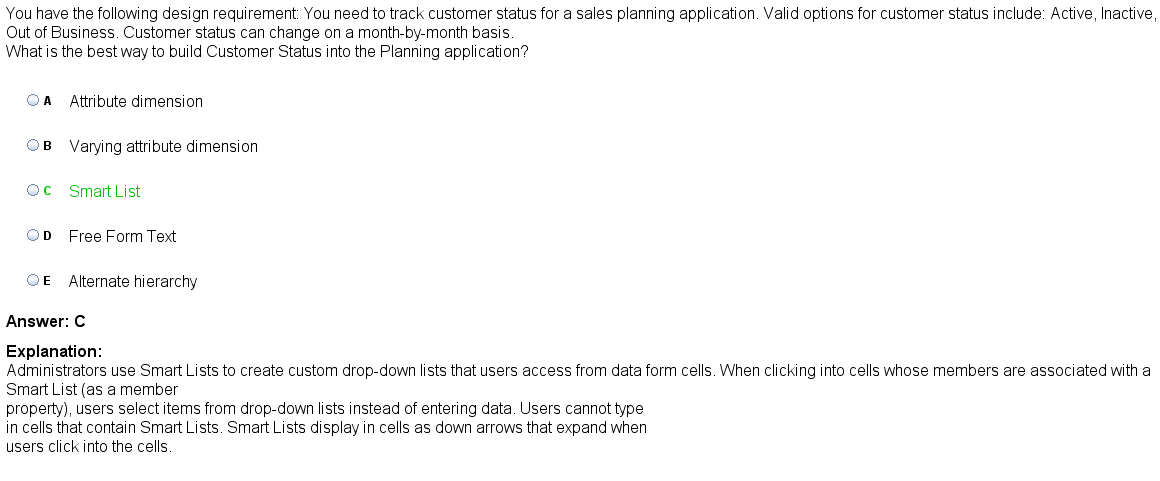 You have the following design requirement: You need to track customer status for a sales planning application. Valid options for customer status include: Active, Inactive,
Out of Business. Customer status can change on a month-by-month basis.
What is the best way to build Customer Status into the Planning application?
A Attribute dimension
B Varying attribute dimension
C Smart List
D Free Form Text
E Alternate hierarchy
Answer: C
Explanation:
Administrators use Smart Lists to create custom drop-down lists that users access from data form cells. When clicking into cells whose members are associated with a
Smart List (as a member
property), users select items from drop-down lists instead of entering data. Users cannot type
in cells that contain Smart Lists. Smart Lists display in cells as down arrows that expand when
users click into the cells.